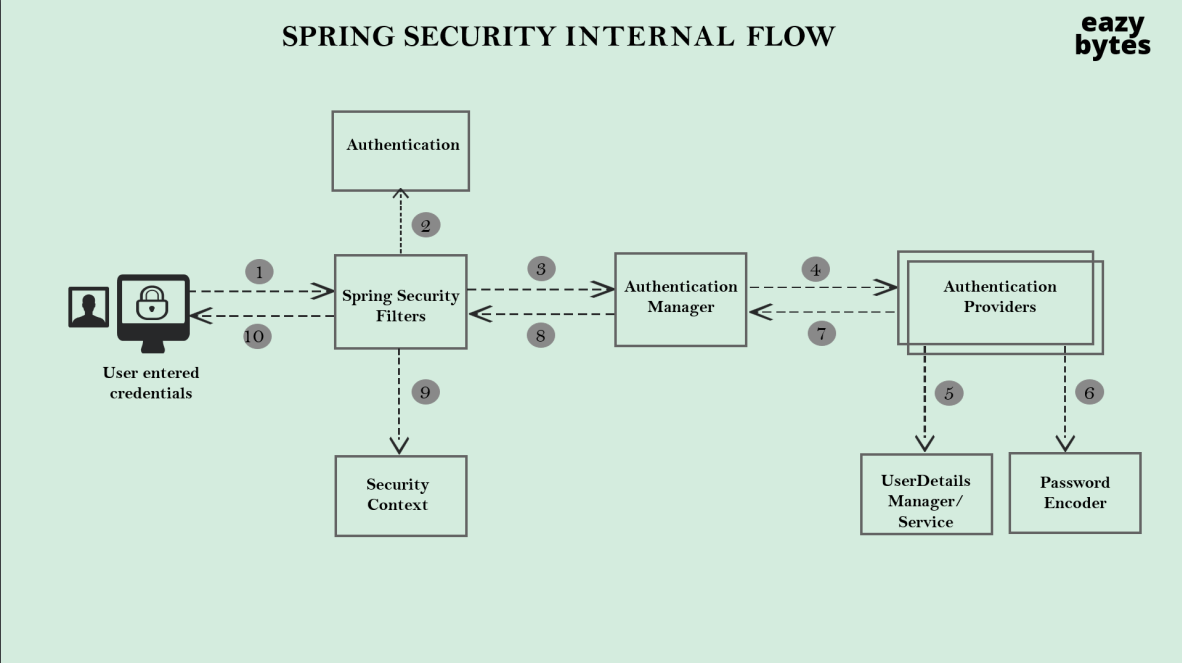 SPRING SECURITY INTERNAL FLOW
eazy
bytes
Authentication
2
1
3
4
Spring Security
Filters
Authentication
Manager
Authentication
Providers
10
8
7
User entered
credentials
9
5
6
Security
Context
UserDetails
Manager/
Service
Password
Encoder